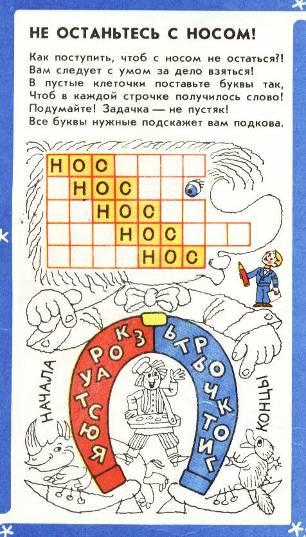 НЕ ОСТАНЬТЕСЬ С НОСОМ!
Как поступить, чтоб с носом не остаться?!
Вам следует с умом за дело взяться!
В пустые клеточки поставьте буквы так,
Чтоб в каждой строчке получилось слово!
Подумайте! Задачка — не пустяк!
Все буквы нужные подскажет вам подкова.
НОС
НОС
НОС
НОС
НОС
НАЧАЛА
ЯЮСТУАРОКЗ
ЬТРЬЧКТОИГ
КОНЦЫ